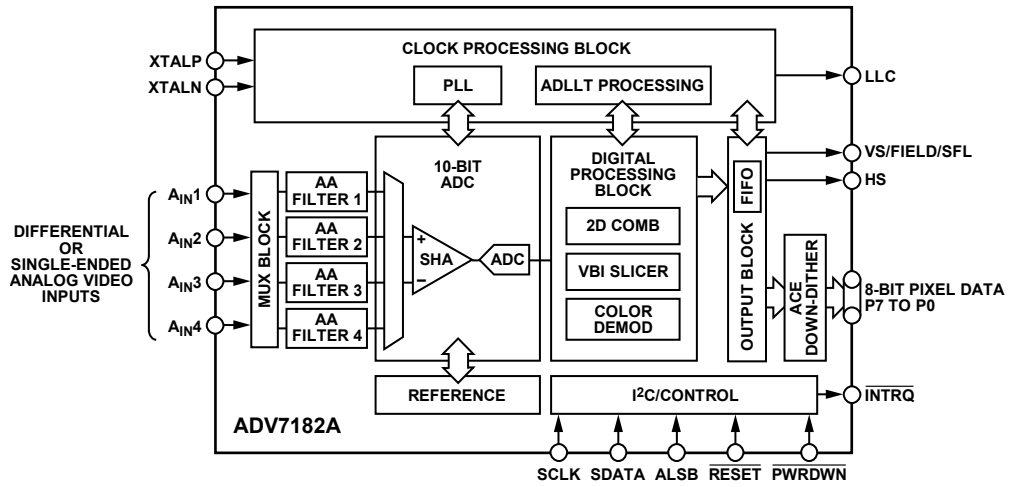 CLOCK PROCESSING BLOCK
XTALP
XTALN
PLL
ADLLT PROCESSING
LLC
10-BIT
ADC
DIGITAL
PROCESSING
BLOCK
FIFO
OUTPUT BLOCK
VS/FIELD/SFL
HS
DIFFERENTIAL
OR
SINGLE-ENDED
ANALOG VIDEO
INPUTS
AIN1
AIN2
AIN3
AIN4
MUX BLOCK
AA
FILTER 1
AA
FILTER 2
AA
FILTER 3
AA
FILTER 4
+
SHA
–
ADC
2D COMB
VBI SLICER
COLOR
DEMOD
ACE
DOWN-DITHER
8-BIT PIXEL DATA
P7 TO P0
REFERENCE
I2C/CONTROL
INTRQ
ADV7182A
SCLK
SDATA
ALSB
RESET
PWRDWN